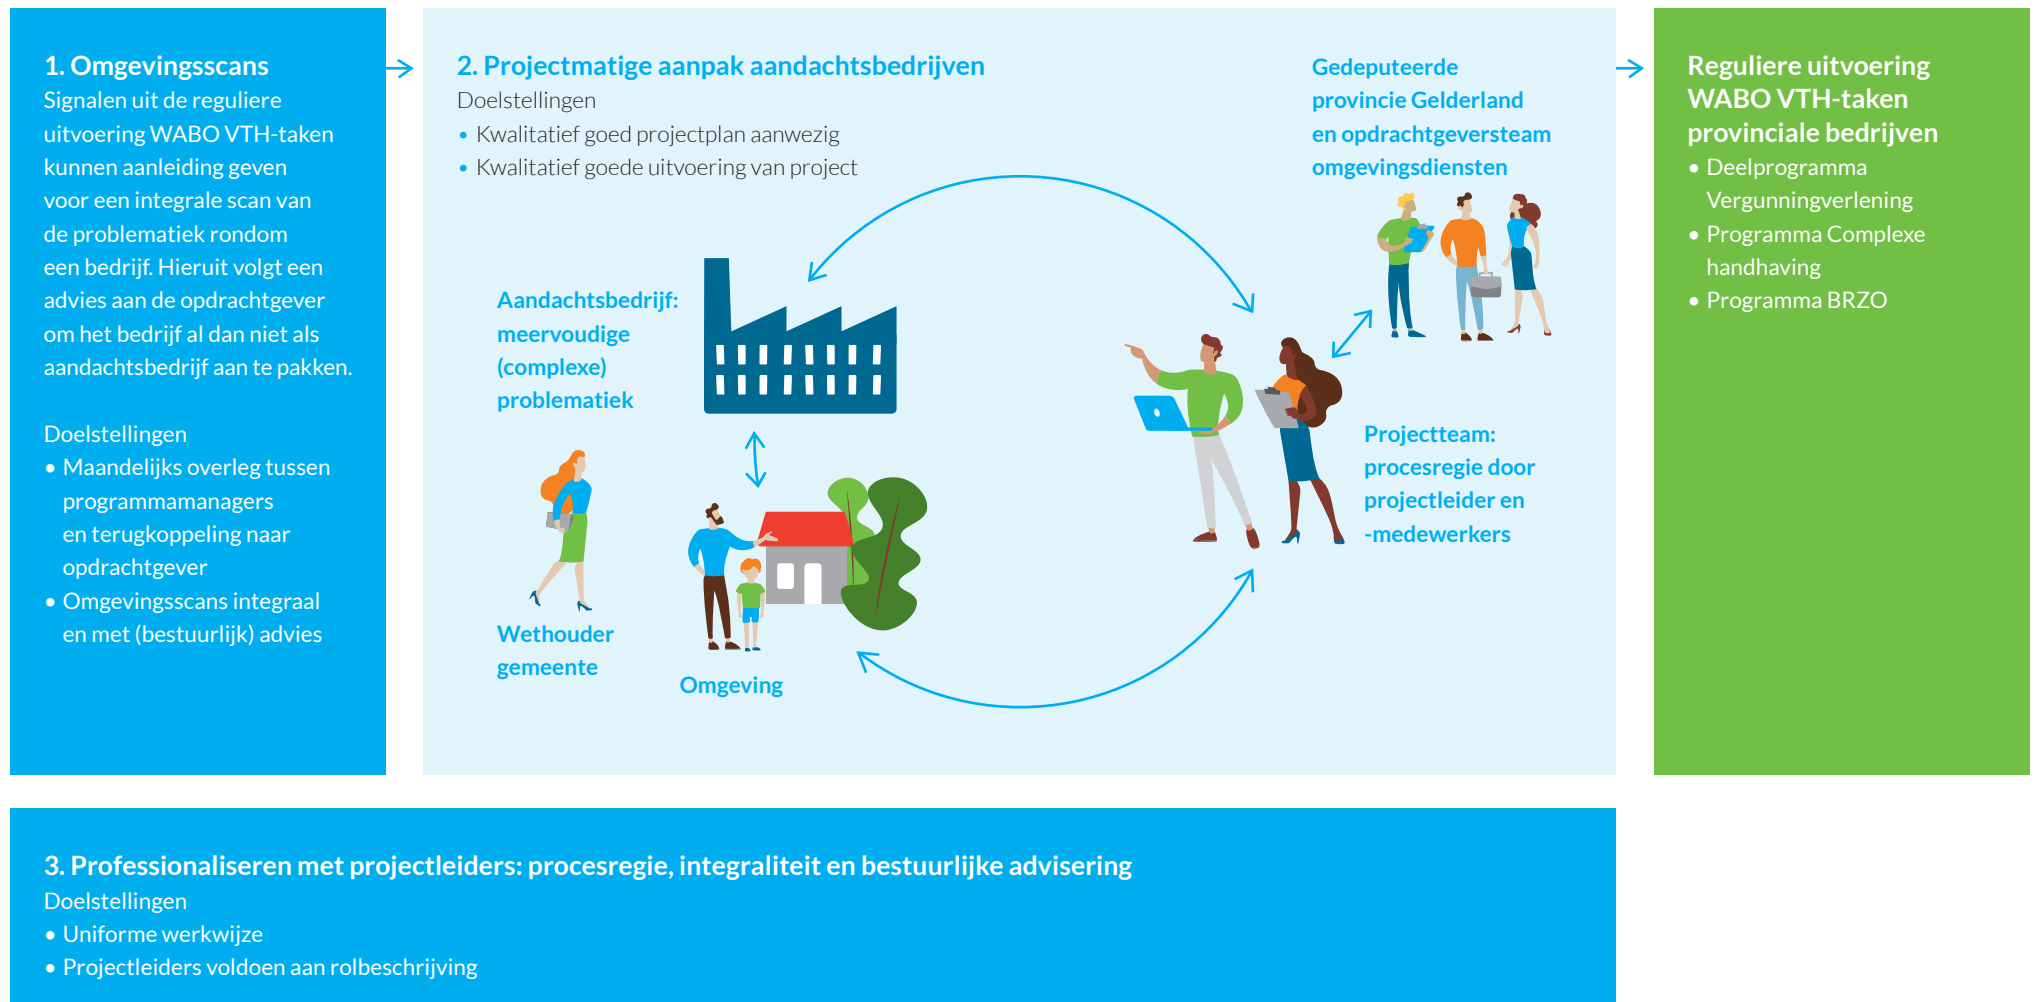 1. Omgevingsscans
Signalen uit de reguliere
uitvoering WABO VTH-taken
kunnen aanleiding geven
voor een integrale scan van
de problematiek rondom
een bedrijf. Hieruit volgt een
advies aan de opdrachtgever
om het bedrijf al dan niet als
aandachtsbedrijf aan te pakken.
Doelstellingen
• Maandelijks overleg tussen
programmamanagers
en terugkoppeling naar
opdrachtgever
• Omgevingsscans integraal
en met (bestuurlijk) advies
2. Projectmatige aanpak aandachtsbedrijven
Doelstellingen
• Kwalitatief goed projectplan aanwezig
• Kwalitatief goede uitvoering van project
Gedeputeerde
provincie Gelderland
en opdrachtgeversteam
omgevingsdiensten
Aandachtsbedrijf:
meervoudige
(complexe)
problematiek
Projectteam:
procesregie door
projectleider en
-medewerkers
Wethouder
gemeente
Omgeving
Reguliere uitvoering
WABO VTH-taken
provinciale bedrijven
• Deelprogramma
Vergunningverlening
• Programma Complexe
handhaving
• Programma BRZO
3. Professionaliseren met projectleiders: procesregie, integraliteit en bestuurlijke advisering
Doelstellingen
• Uniforme werkwijze
• Projectleiders voldoen aan rolbeschrijving